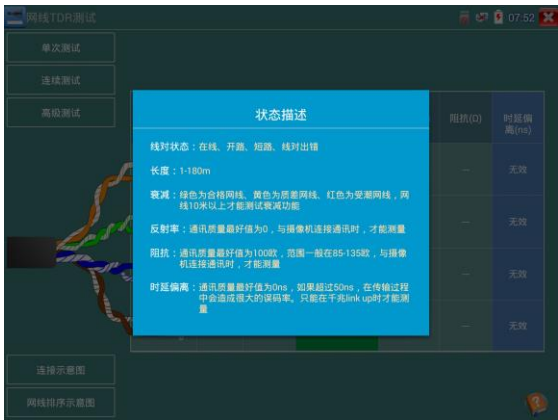 网线TDR测试
07:52
单次测试
连续测试
高级测试
阻抗(Ω)
时延偏
离(ns)
状态描述
线对状态：在线、开路、短路、线对出错
长度：1-180m
衰减：绿色为合格网线、黄色为质差网线、红色为受潮网线，网
线10米以上才能测试衰减功能
反射率：通讯质量最好值为0，与摄像机连接通讯时，才能测量
阻抗：通讯质量最好值为100欧，范围一般在85-135欧，与摄像
机连接通讯时，才能测量
时延偏离：通讯质量最好值为0ns，如果超过50ns，在传输过程
中会造成很大的误码率。只能在千兆link up时才能测
量
--
无效
--
无效
--
无效
--
无效
连接示意图
网线排序示意图